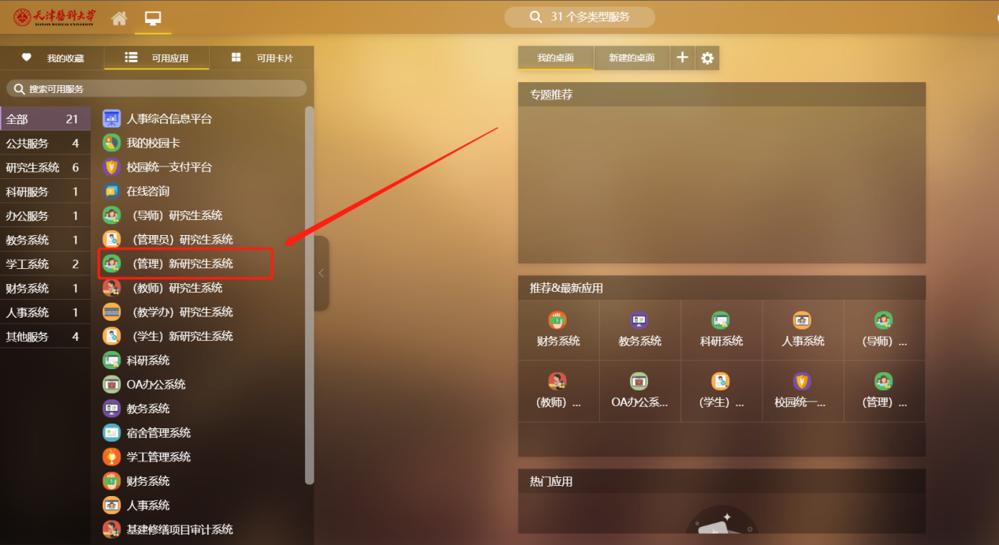 天津醫科大学
TIANJIN MEDICAL UNIVERSITY
31 个多类型服务
我的收藏
可用应用
可用卡片
搜索可用服务
全部 21
公共服务 4
研究生系统 6
科研服务 1
办公服务 1
教务系统 1
学工系统 2
财务系统 1
人事系统 1
其他服务 4
人事综合信息平台
我的校园卡
校园统一支付平台
在线咨询
（导师）研究生系统
（管理员）研究生系统
（管理）新研究生系统
（教师）研究生系统
（教学办）研究生系统
（学生）新研究生系统
科研系统
OA办公系统
教务系统
宿舍管理系统
学工管理系统
财务系统
人事系统
基建修缮项目审计系统
我的桌面
新建的桌面
专题推荐
推荐&最新应用
财务系统
教务系统
科研系统
人事系统
（导师）...
（教师）...
OA办公系...
（学生）...
校园统一...
（管理）...
热门应用